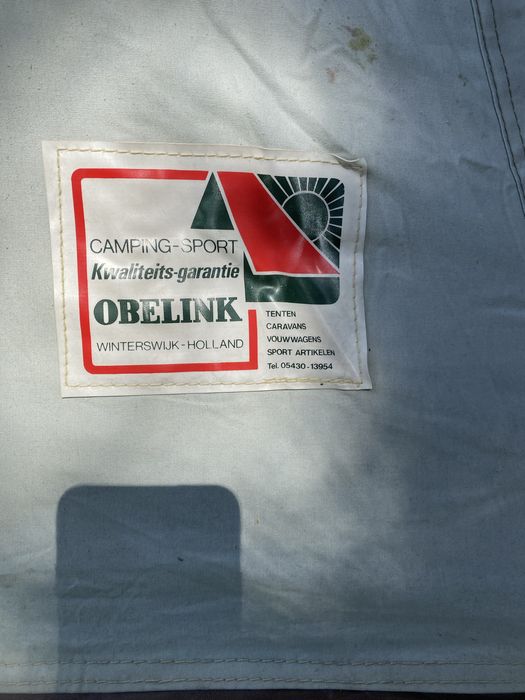 CAMPING-SPORT
Kwaliteits-garantie
OBELINK
WINTERSWIJK-HOLLAND
TENTEN
CARAVANS
VOUWWAGENS
SPORT ARTIKELEN
Tel. 05430-13954